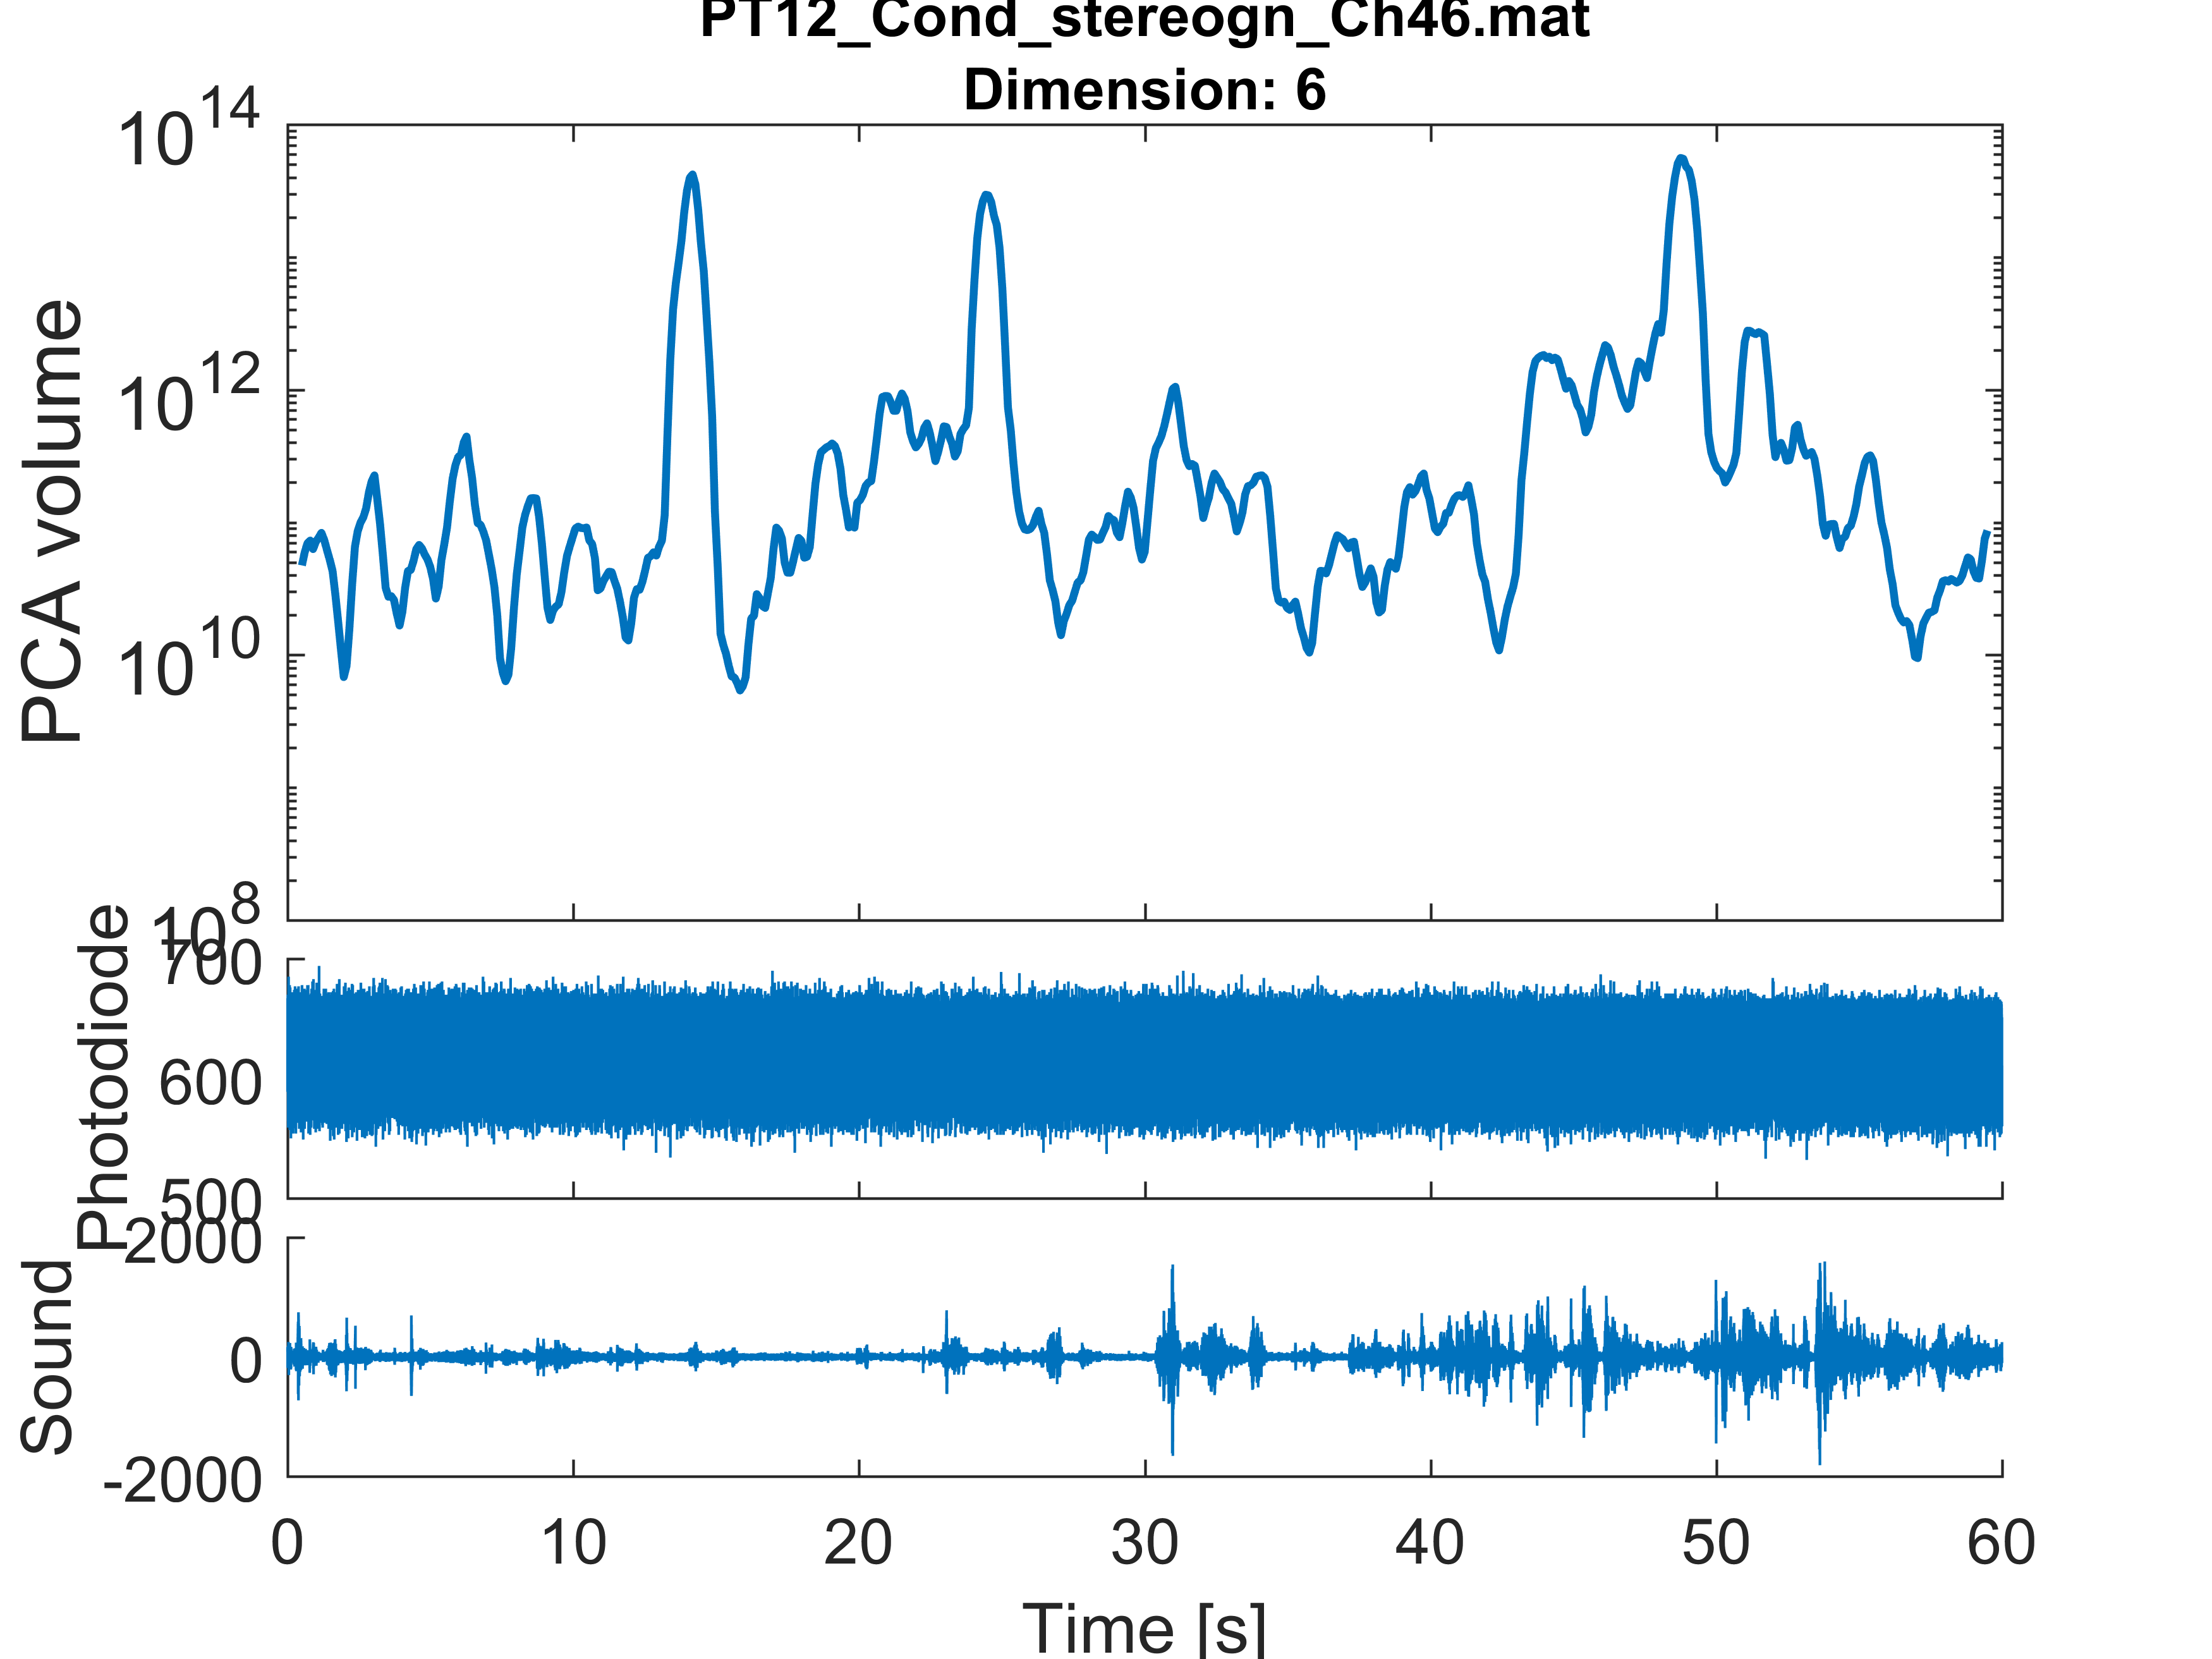 PT12_Cond_stereogn_Ch46.mat
Dimension: 6
PCA volume
10^14
10^12
10^10
10^8
Photodiode
700
600
500
Sound
2000
0
-2000
0 10 20 30 40 50 60
Time [s]